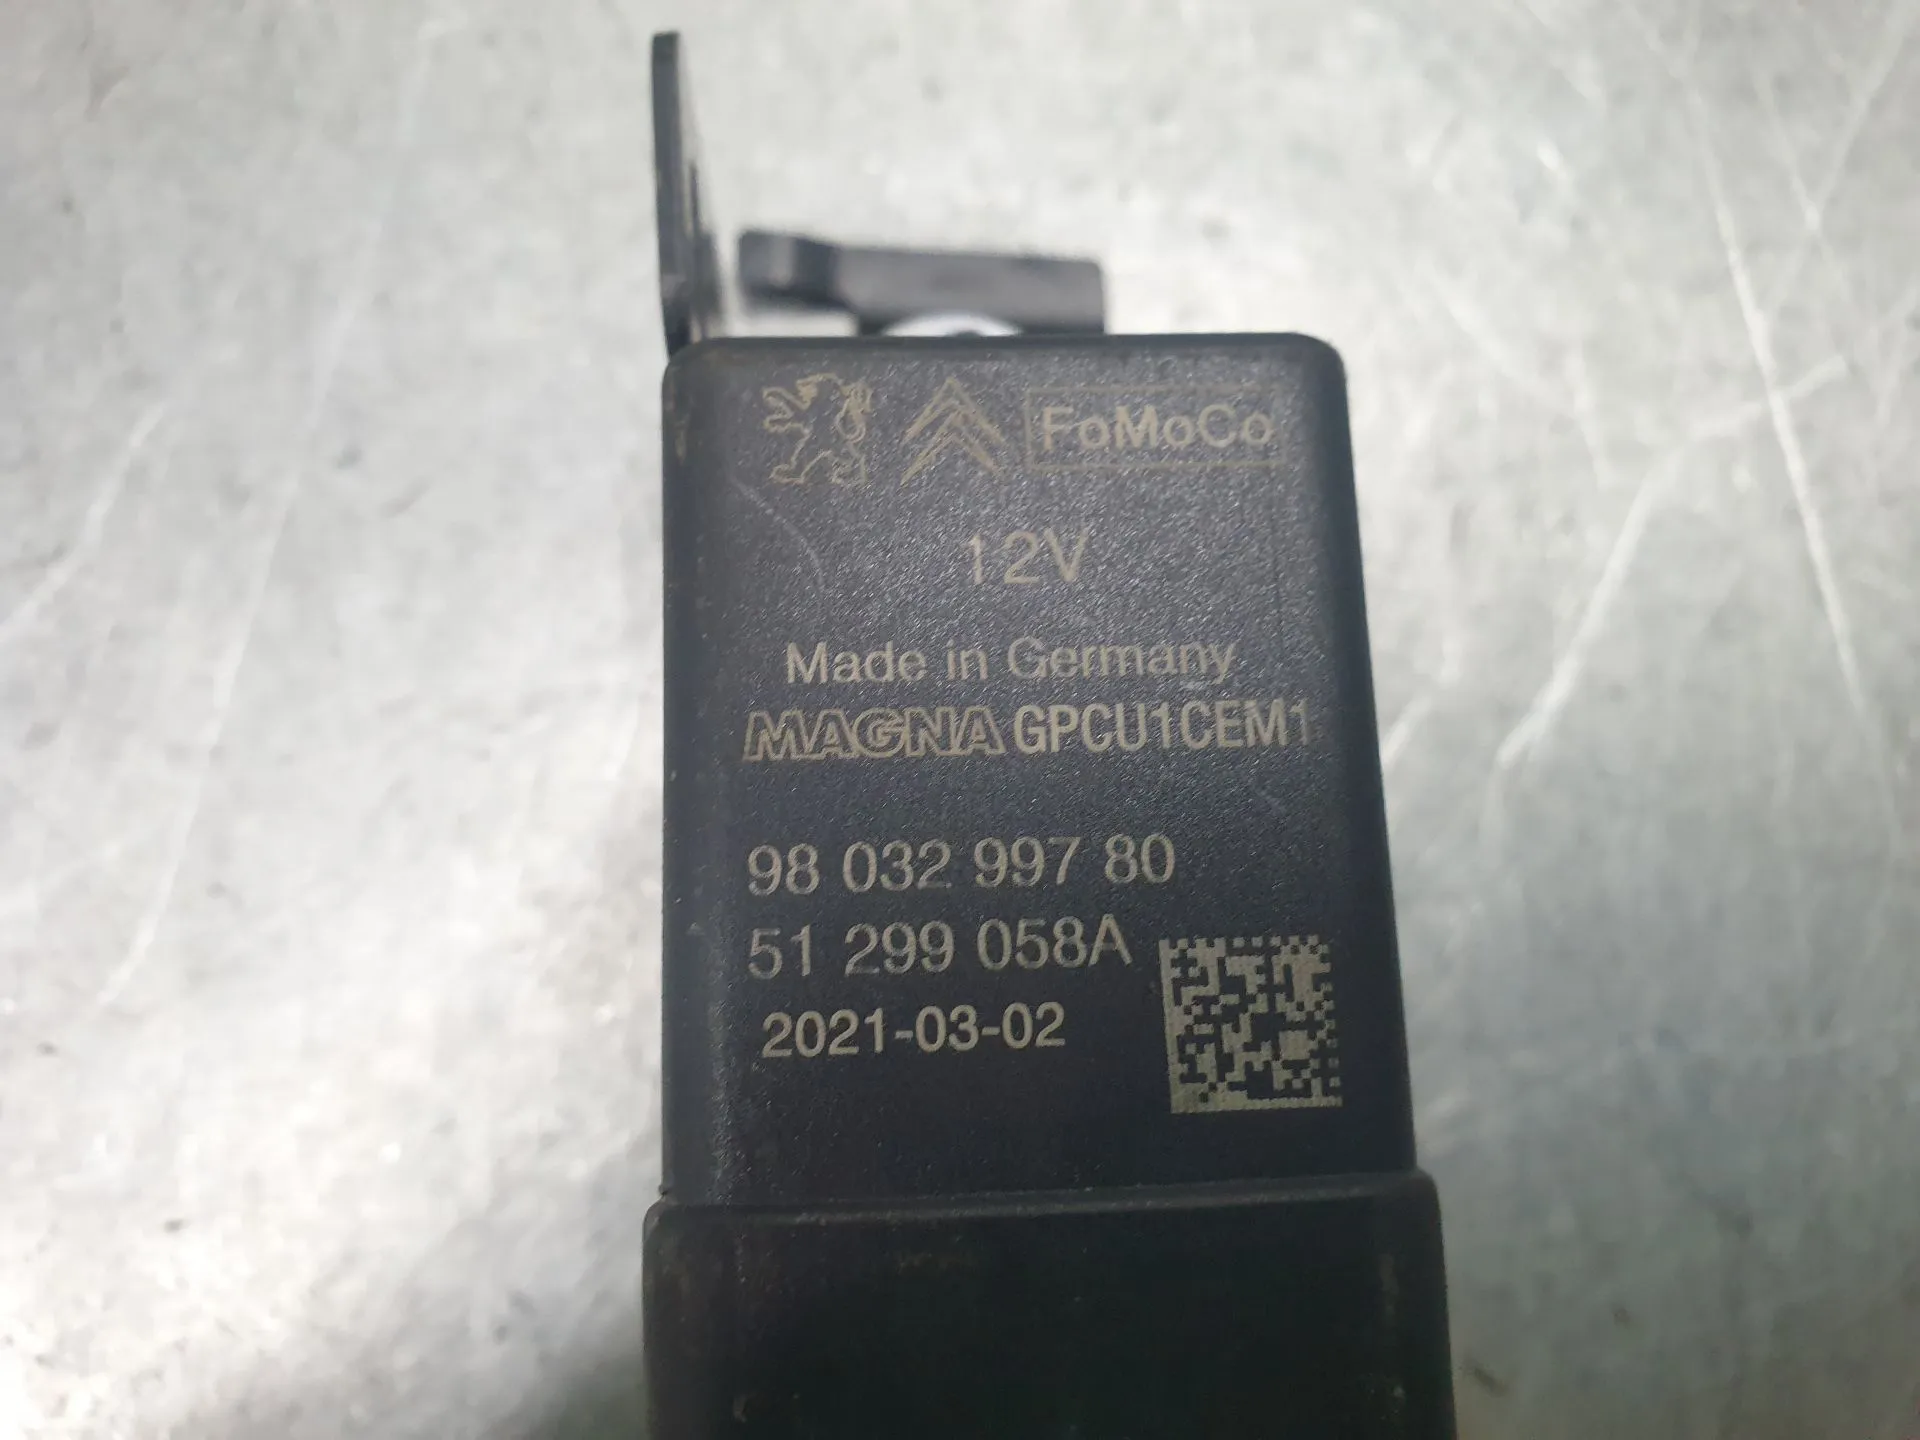 FoMoCo
12V
Made in Germany
MAGNA GPCU1CEM1
98 032 997 80
51 299 058A
2021-03-02